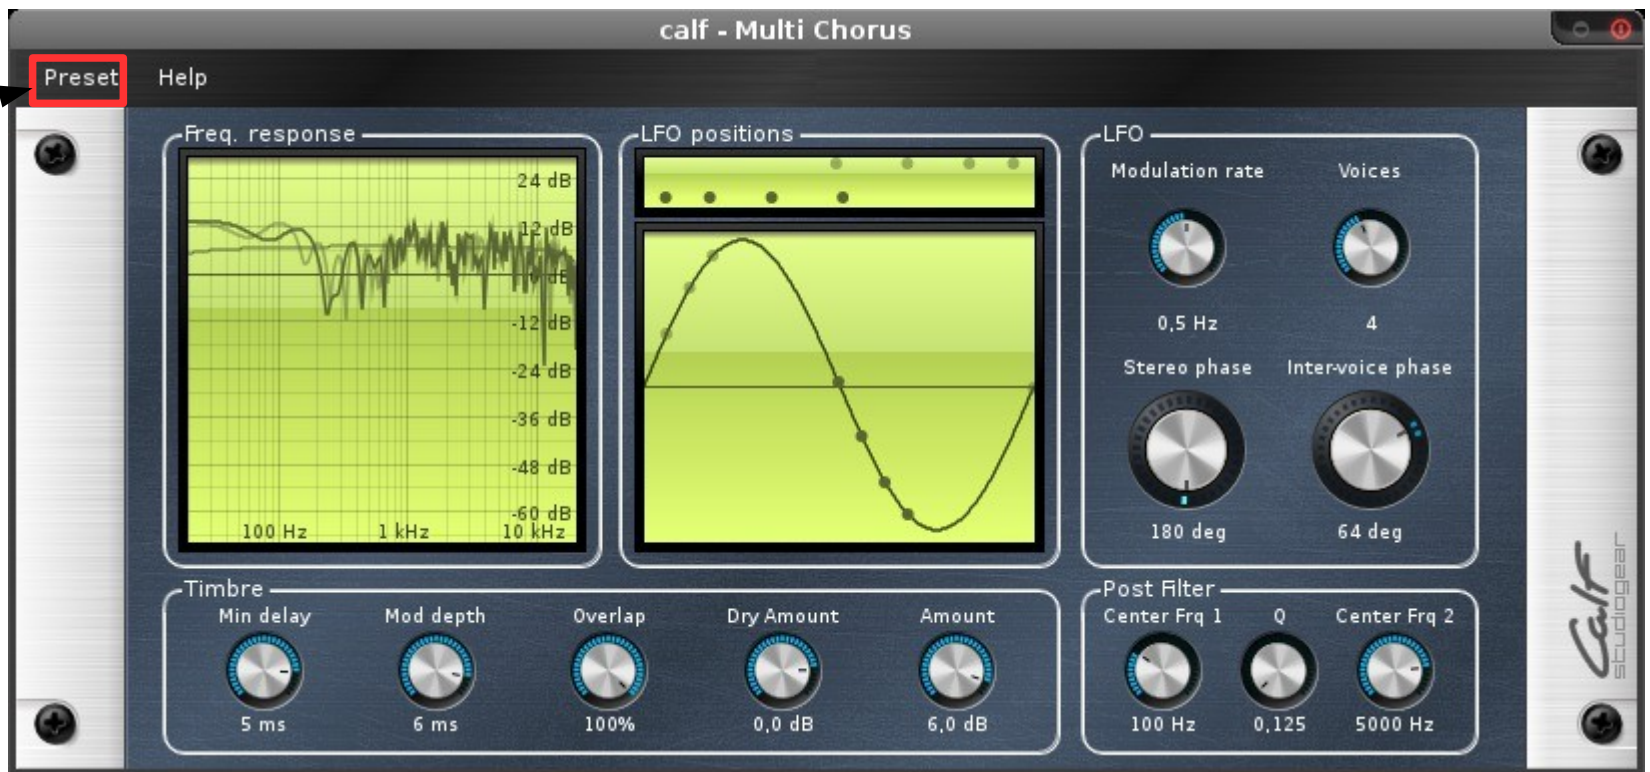 calf - Multi Chorus
Preset Help
Freq. response
24 dB
12 dB
0 dB
-12 dB
-24 dB
-36 dB
-48 dB
-60 dB
100 Hz 1 kHz 10 kHz
LFO positions
LFO
Modulation rate Voices
0,5 Hz 4
Stereo phase Inter-voice phase
180 deg 64 deg
Timbre
Min delay Mod depth Overlap Dry Amount Amount
5 ms 6 ms 100% 0,0 dB 6,0 dB
Post Filter
Center Frq 1 Q Center Frq 2
100 Hz 0,125 5000 Hz
Calf
studiogear